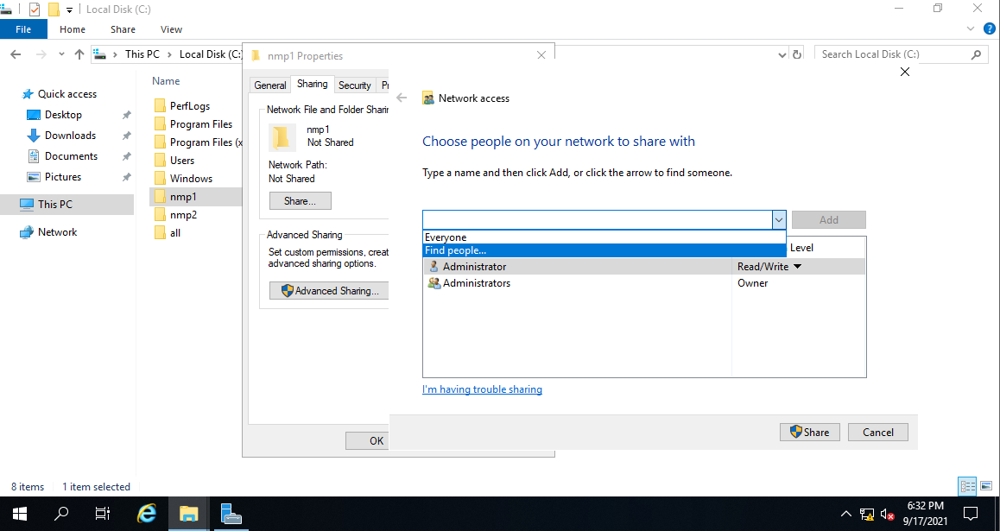 Local Disk (C:)
File Home Share View
This PC Local Disk (C:
Search Local Disk (C:)
Quick access
Desktop
Downloads
Documents
Pictures
This PC
Network
Name
PerfLogs
Program Files
Program Files (x
Users
Windows
nmp1
nmp2
all
nmp1 Properties
General Sharing Security Pr
Network File and Folder Sharin
nmp1
Not Shared
Network Path:
Not Shared
Share...
Advanced Sharing
Set custom permissions, creat
advanced sharing options.
Advanced Sharing...
OK
Network access
Choose people on your network to share with
Type a name and then click Add, or click the arrow to find someone.
Add
Everyone
Find people...
Level
Administrator Read/Write
Administrators Owner
I'm having trouble sharing
Share Cancel
8 items 1 item selected
6:32 PM
9/17/2021